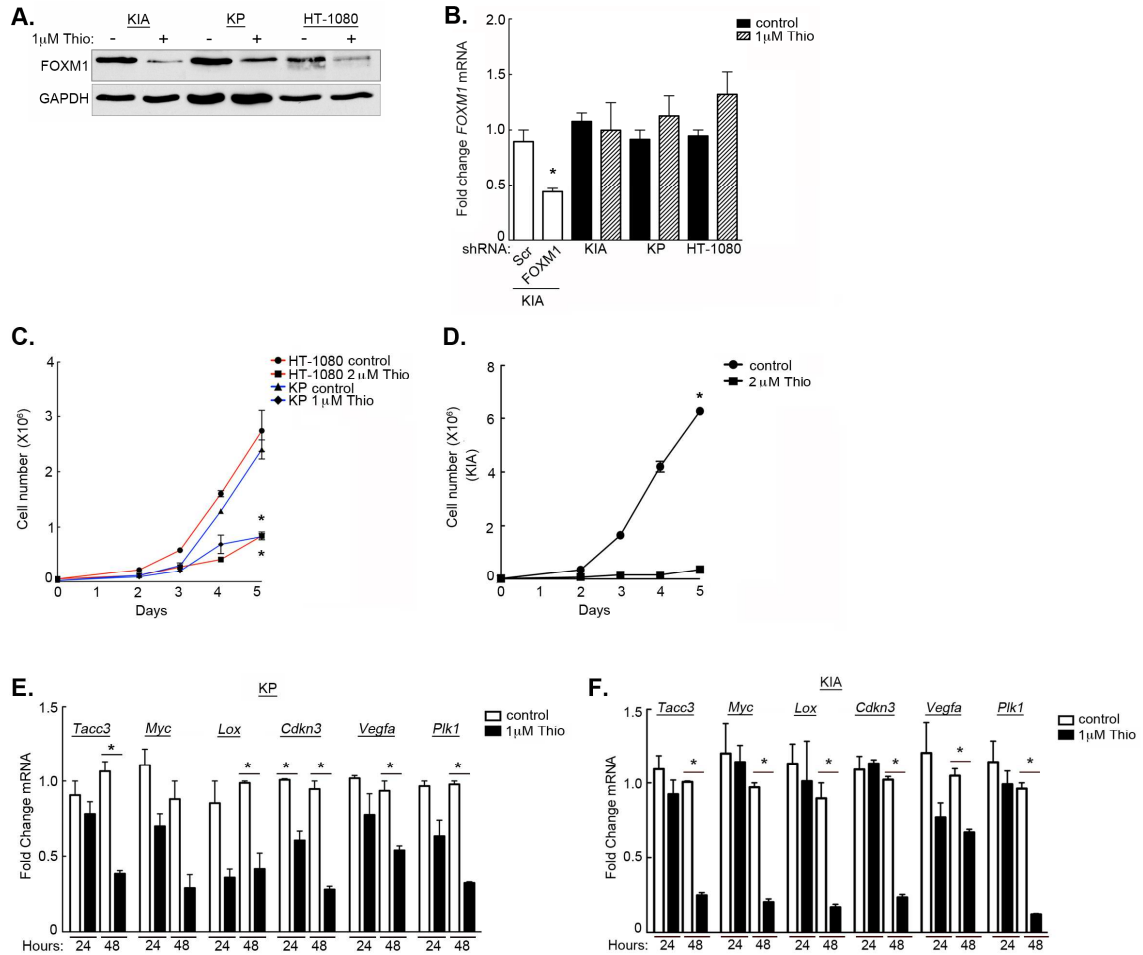 A.
KIA KP HT-1080
1µM Thio: - + - + - +
FOXM1
GAPDH
B.
Fold change FOXM1 mRNA
2.0
1.5
1.0
0.5
0
control
1µM Thio
shRNA: Scr FOXM1 KIA KP HT-1080
KIA
C.
Cell number (X10⁶)
4
3
2
1
0
0 1 2 3 4 5
Days
HT-1080 control
HT-1080 2µM Thio
KP control
KP 1µM Thio
*
*
D.
Cell number (X10⁶)
(KIA)
8
6
4
2
0
0 1 2 3 4 5
Days
control
2µM Thio
*
E.
KP
Fold Change mRNA
1.5
1.0
0.5
0
Tacc3 Myc Lox Cdkn3 Vegfa Plk1
* * * * * *
control
1µM Thio
Hours: 24 48 24 48 24 48 24 48 24 48 24 48
F.
KIA
Fold Change mRNA
1.5
1.0
0.5
0
Tacc3 Myc Lox Cdkn3 Vegfa Plk1
* * * * * *
control
1µM Thio
Hours: 24 48 24 48 24 48 24 48 24 48 24 48